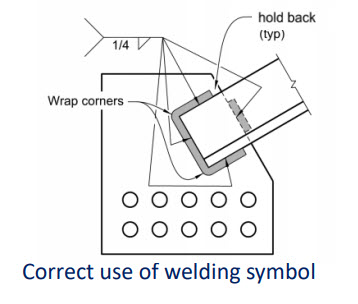 hold back
(typ)
1/4
Wrap corners
Correct use of welding symbol